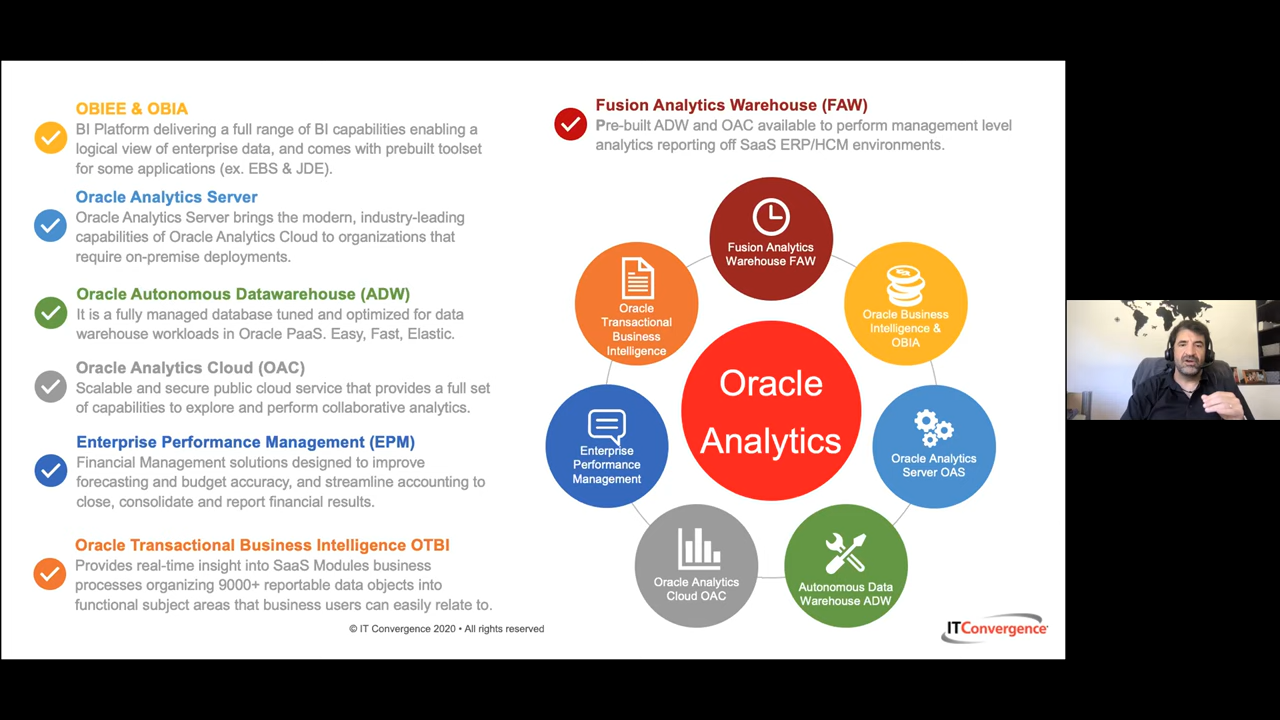 OBIEE & OBIA
BI Platform delivering a full range of BI capabilities enabling a
logical view of enterprise data, and comes with prebuilt toolset
for some applications (ex. EBS & JDE).
Oracle Analytics Server
Oracle Analytics Server brings the modern, industry-leading
capabilities of Oracle Analytics Cloud to organizations that
require on-premise deployments.
Oracle Autonomous Datawarehouse (ADW)
It is a fully managed database tuned and optimized for data
warehouse workloads in Oracle PaaS. Easy, Fast, Elastic.
Oracle Analytics Cloud (OAC)
Scalable and secure public cloud service that provides a full set
of capabilities to explore and perform collaborative analytics.
Enterprise Performance Management (EPM)
Financial Management solutions designed to improve
forecasting and budget accuracy, and streamline accounting to
close, consolidate and report financial results.
Oracle Transactional Business Intelligence OTBI
Provides real-time insight into SaaS Modules business
processes organizing 9000+ reportable data objects into
functional subject areas that business users can easily relate to.
Fusion Analytics Warehouse (FAW)
Pre-built ADW and OAC available to perform management level
analytics reporting off SaaS ERP/HCM environments.
Fusion Analytics
Warehouse FAW
Oracle Business
Intelligence &
OBIA
Oracle Analytics
Server OAS
Autonomous Data
Warehouse ADW
Oracle Analytics
Cloud OAC
Enterprise
Performance
Management
Oracle
Transactional
Business
Intelligence
Oracle
Analytics
© IT Convergence 2020 • All rights reserved
ITConvergence